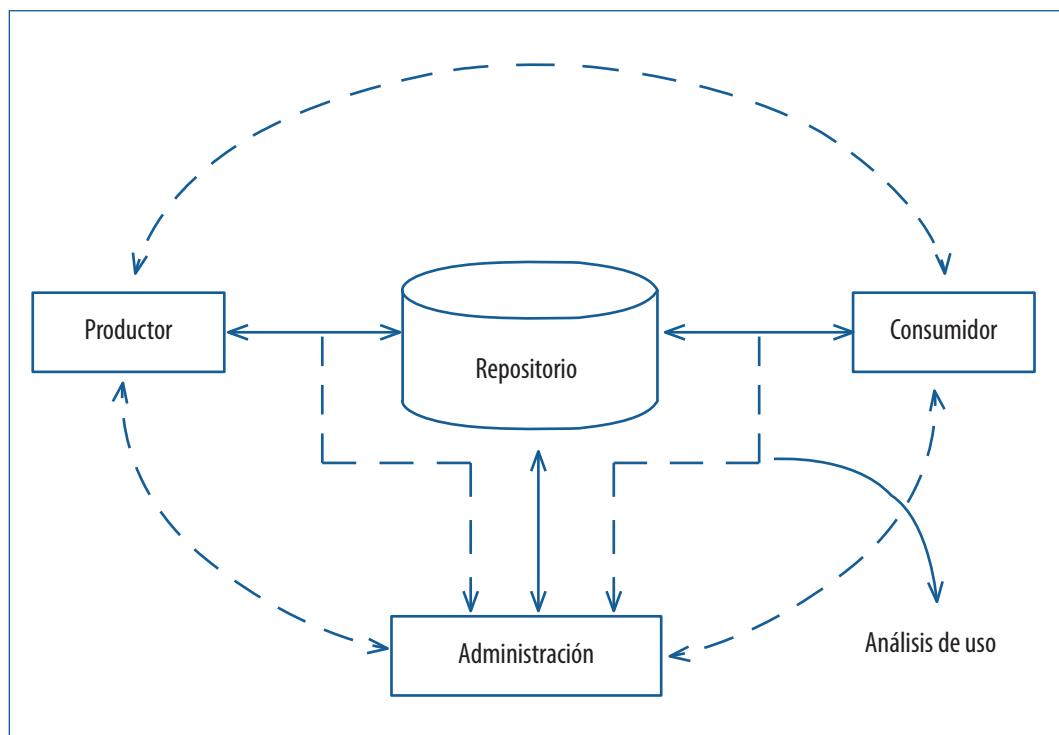 Productor
Repositorio
Consumidor
Administración
Análisis de uso